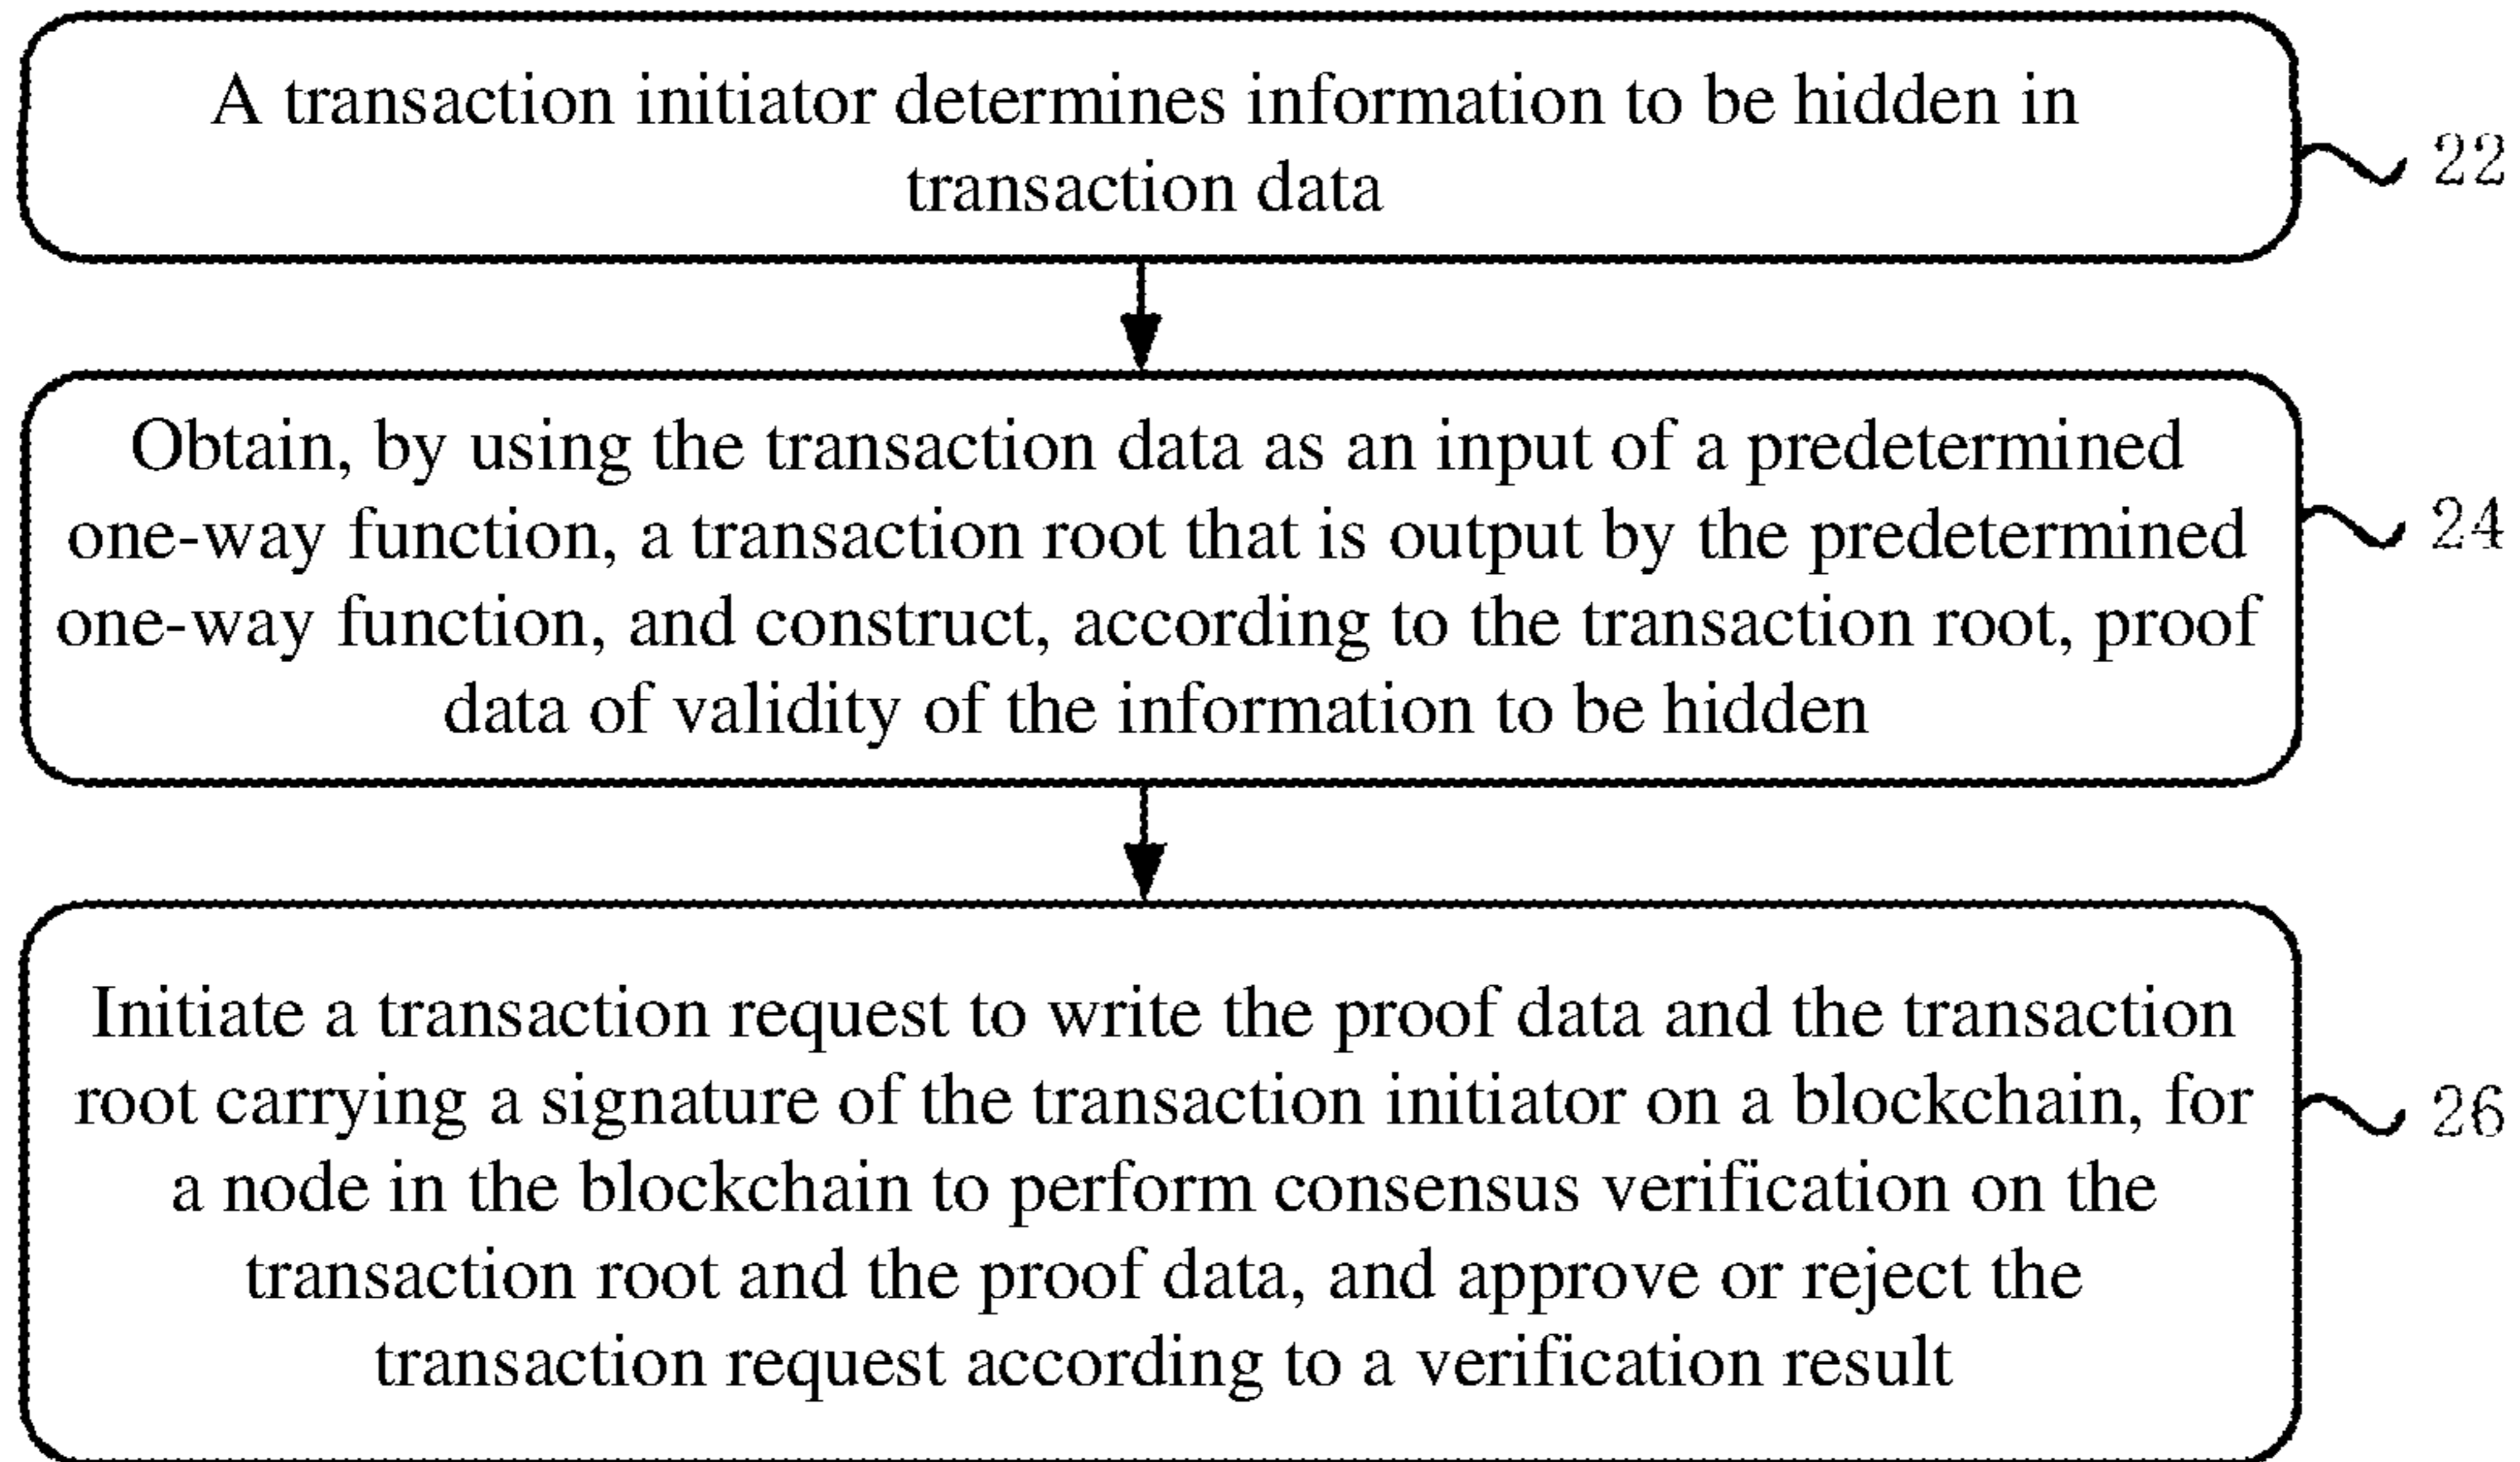 A transaction initiator determines information to be hidden in
transaction data
22
Obtain, by using the transaction data as an input of a predetermined
one-way function, a transaction root that is output by the predetermined
one-way function, and construct, according to the transaction root, proof
data of validity of the information to be hidden
24
Initiate a transaction request to write the proof data and the transaction
root carrying a signature of the transaction initiator on a blockchain, for
a node in the blockchain to perform consensus verification on the
transaction root and the proof data, and approve or reject the
transaction request according to a verification result
26